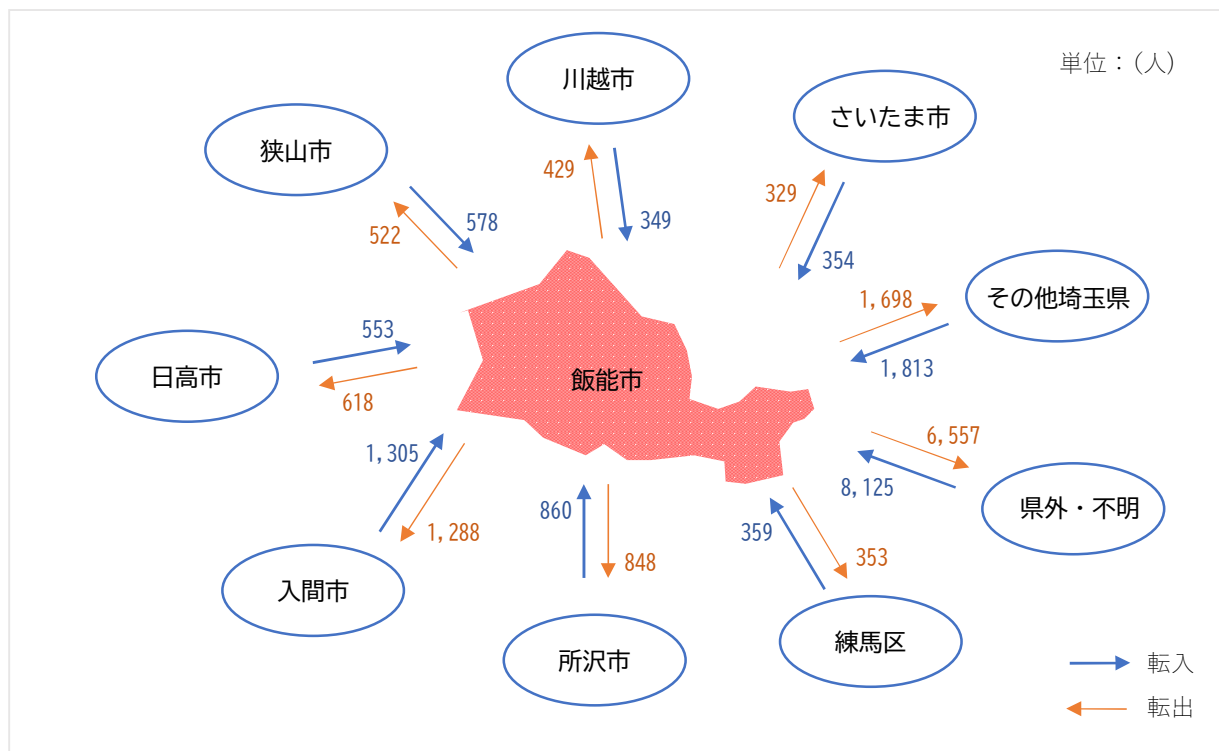 単位：(人)
川越市
さいたま市
狭山市
429
349
329
354
578
522
その他埼玉県
1,698
1,813
553
日高市
618
飯能市
1,305
1,288
入間市
860
848
所沢市
6,557
8,125
県外・不明
359
353
練馬区
転入
転出